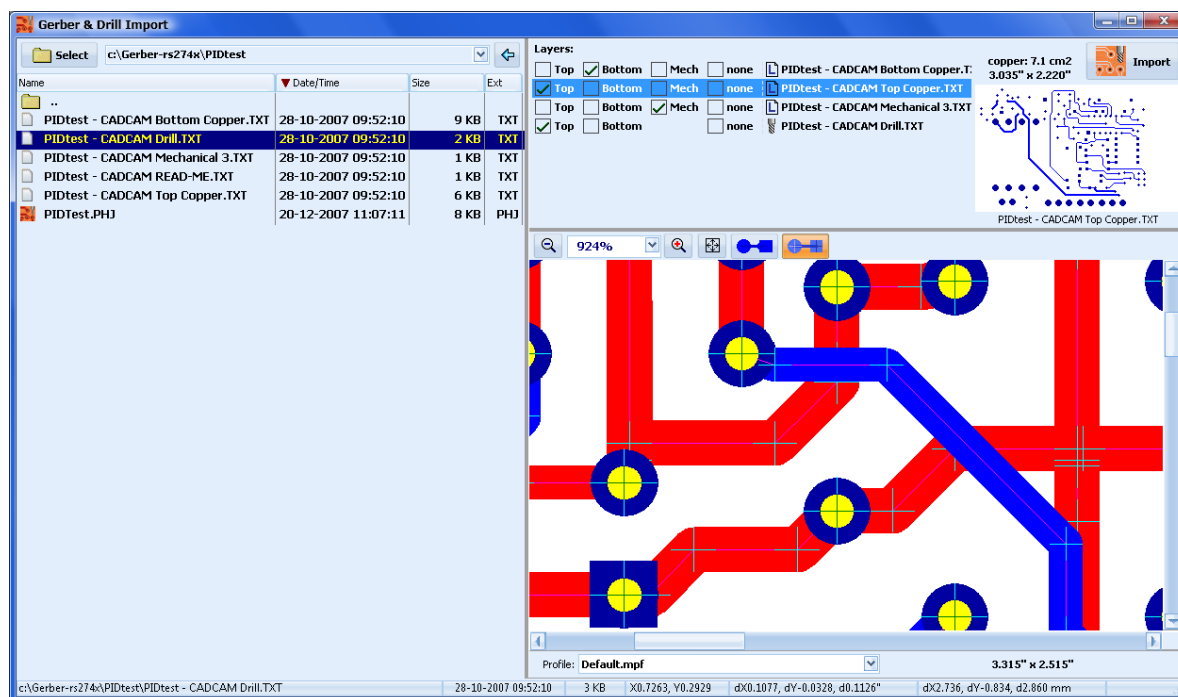 Gerber & Drill Import
Select c:\Gerber-rs274x\PIDtest
Name Date/Time Size Ext
..
PIDtest - CADCAM Bottom Copper.TXT 28-10-2007 09:52:10 9 KB TXT
PIDtest - CADCAM Drill.TXT 28-10-2007 09:52:10 2 KB TXT
PIDtest - CADCAM Mechanical 3.TXT 28-10-2007 09:52:10 1 KB TXT
PIDtest - CADCAM READ-ME.TXT 28-10-2007 09:52:10 1 KB TXT
PIDtest - CADCAM Top Copper.TXT 28-10-2007 09:52:10 6 KB TXT
PIDTest.PHJ 20-12-2007 11:07:11 8 KB PHJ
Layers:
Top Bottom Mech none L PIDtest - CADCAM Bottom Copper.T
Top Bottom Mech none L PIDtest - CADCAM Top Copper.TXT
Top Bottom Mech none L PIDtest - CADCAM Mechanical 3.TXT
Top Bottom none PIDtest - CADCAM Drill.TXT
copper: 7.1 cm2
3.035" x 2.220"
Import
PIDtest - CADCAM Top Copper.TXT
924%
Profile: Default.mpf 3.315" x 2.515"
c:\Gerber-rs274x\PIDtest\PIDtest - CADCAM Drill.TXT 28-10-2007 09:52:10 3 KB X0.7263, Y0.2929 dX0.1077, dY-0.0328, d0.1126" dX2.736, dY-0.834, d2.860 mm